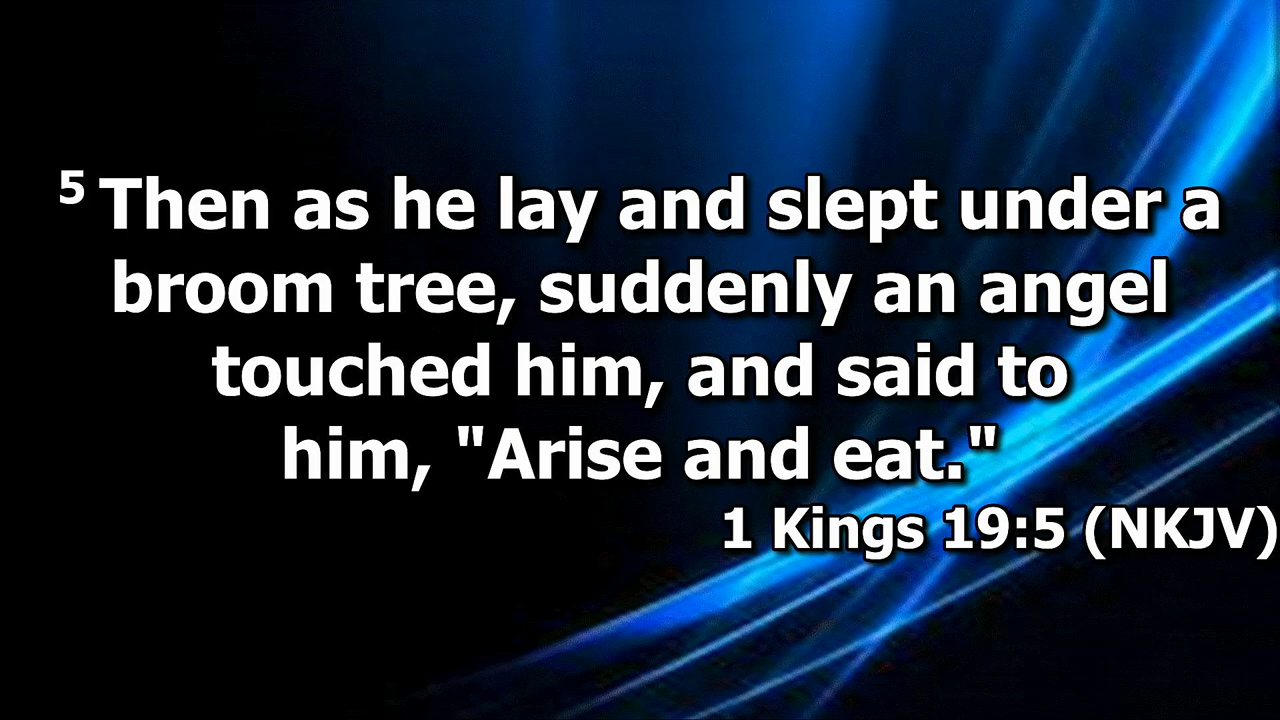 5 Then as he lay and slept under a
broom tree, suddenly an angel
touched him, and said to
him, "Arise and eat."
1 Kings 19:5 (NKJV)